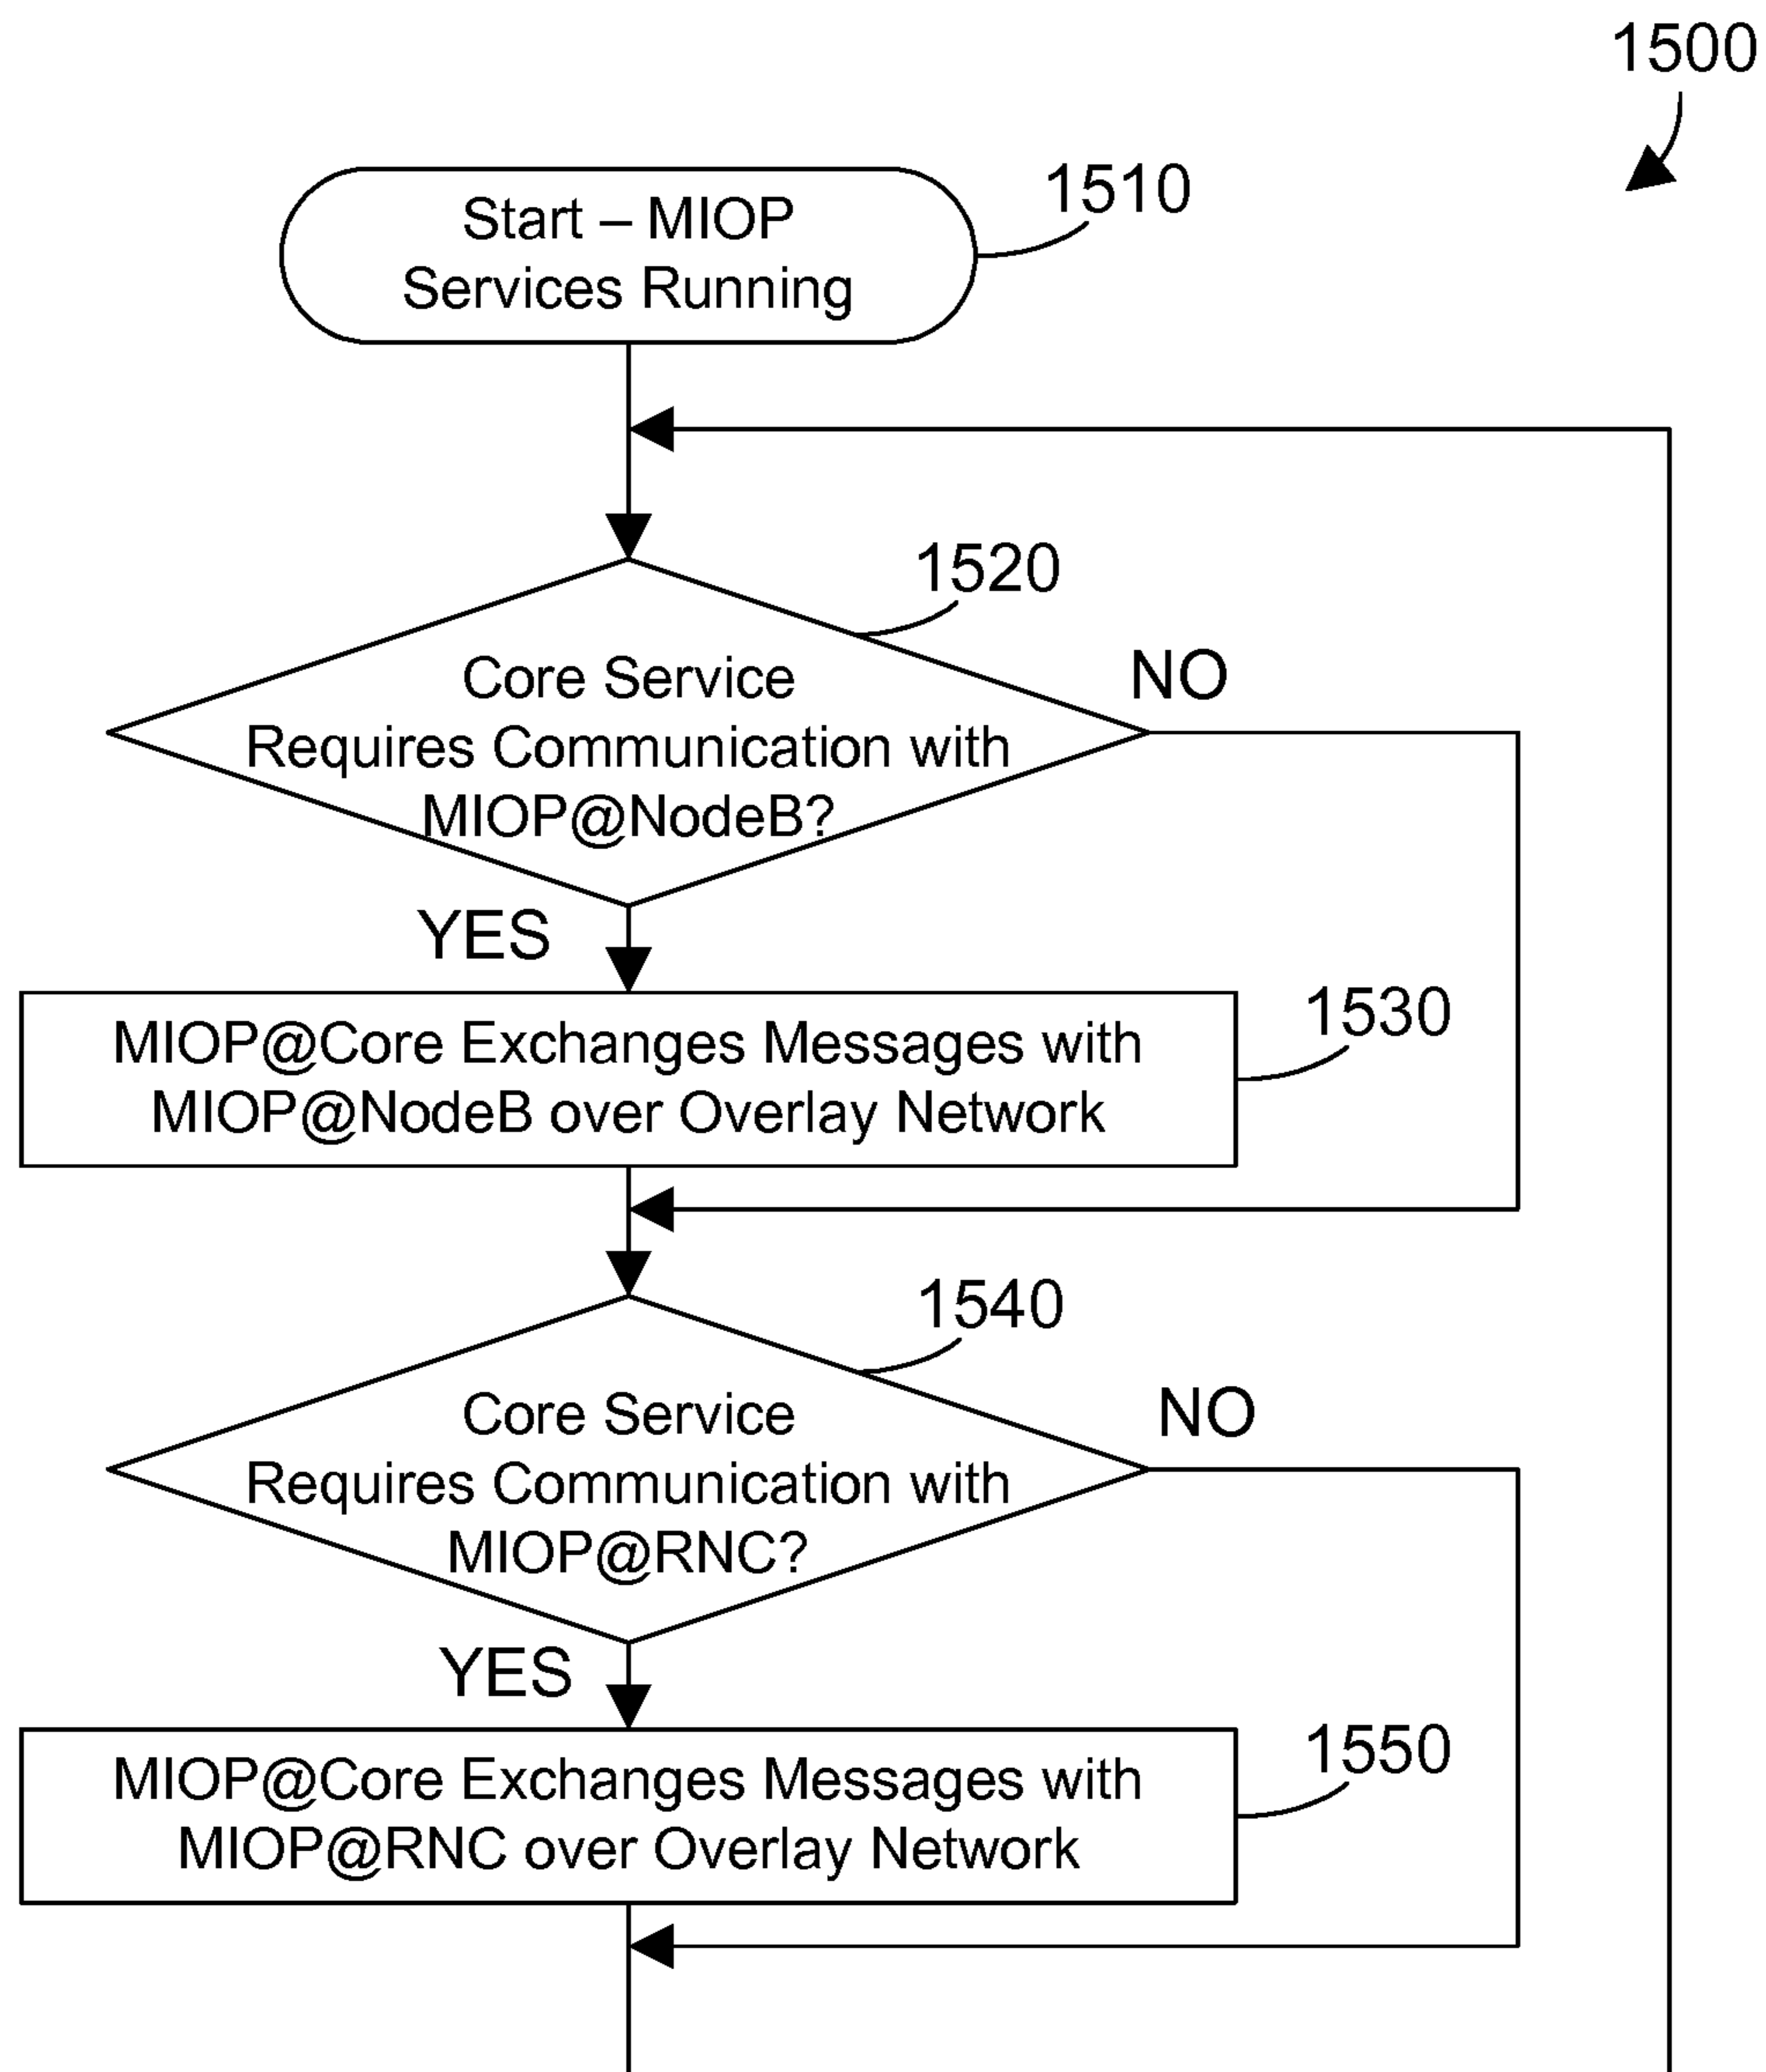 1500
1510
Start – MIOP
Services Running
1520
Core Service
Requires Communication with
MIOP@NodeB?
NO
YES
1530
MIOP@Core Exchanges Messages with
MIOP@NodeB over Overlay Network
1540
Core Service
Requires Communication with
MIOP@RNC?
NO
YES
1550
MIOP@Core Exchanges Messages with
MIOP@RNC over Overlay Network